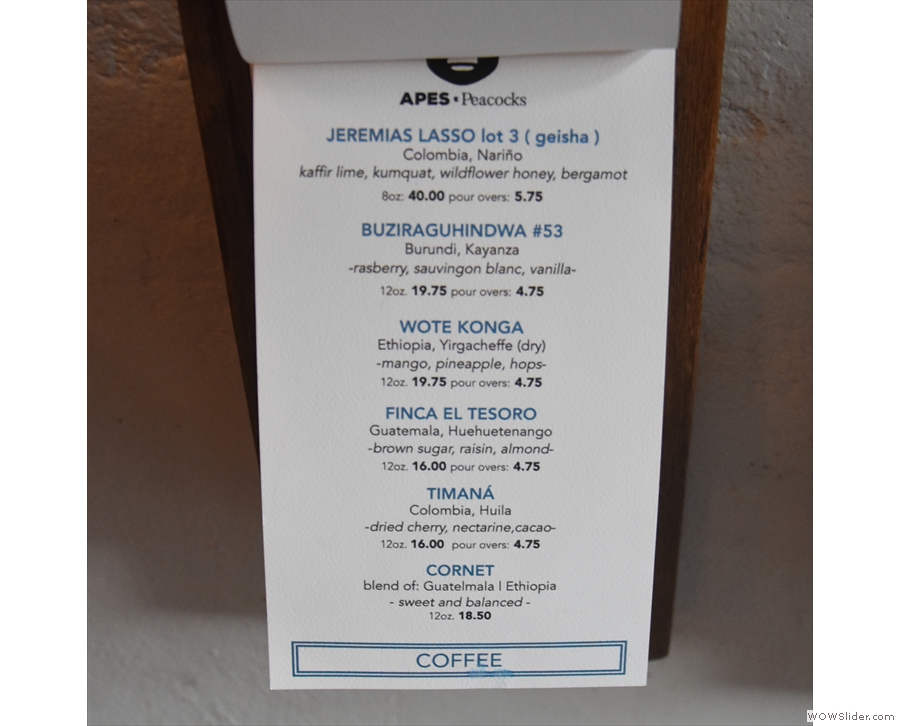 APES • Peacocks
JEREMIAS LASSO lot 3 ( geisha )
Colombia, Nariño
kaffir lime, kumquat, wildflower honey, bergamot
8oz: 40.00 pour overs: 5.75
BUZIRAGUHINDWA #53
Burundi, Kayanza
-rasberry, sauvingon blanc, vanilla-
12oz. 19.75 pour overs: 4.75
WOTE KONGA
Ethiopia, Yirgacheffe (dry)
-mango, pineapple, hops-
12oz. 19.75 pour overs: 4.75
FINCA EL TESORO
Guatemala, Huehuetenango
-brown sugar, raisin, almond-
12oz. 16.00 pour overs: 4.75
TIMANÁ
Colombia, Huila
-dried cherry, nectarine,cacao-
12oz. 16.00 pour overs: 4.75
CORNET
blend of: Guatelmala | Ethiopia
- sweet and balanced -
12oz. 18.50
COFFEE
WOWSlider.com